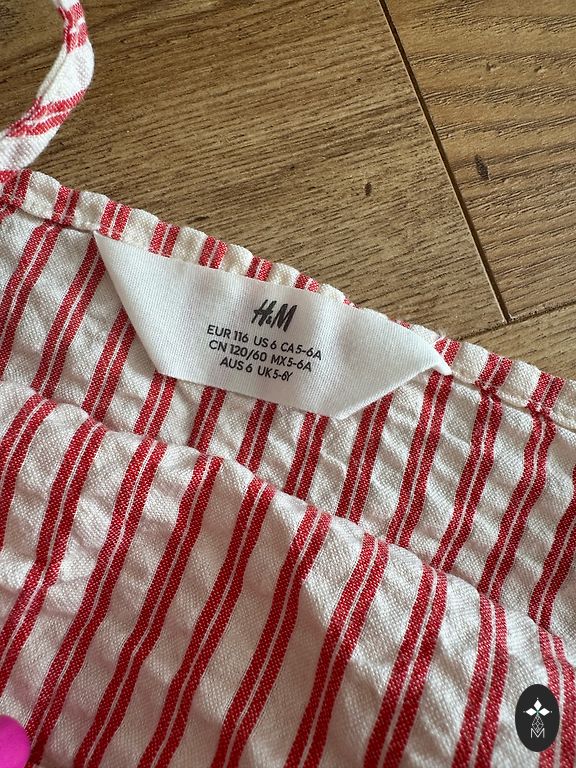 H&M
EUR 116 US 6 CA 5-6A
CN 120/60 MX 5-6A
AUS 6 UK 5-6Y
M